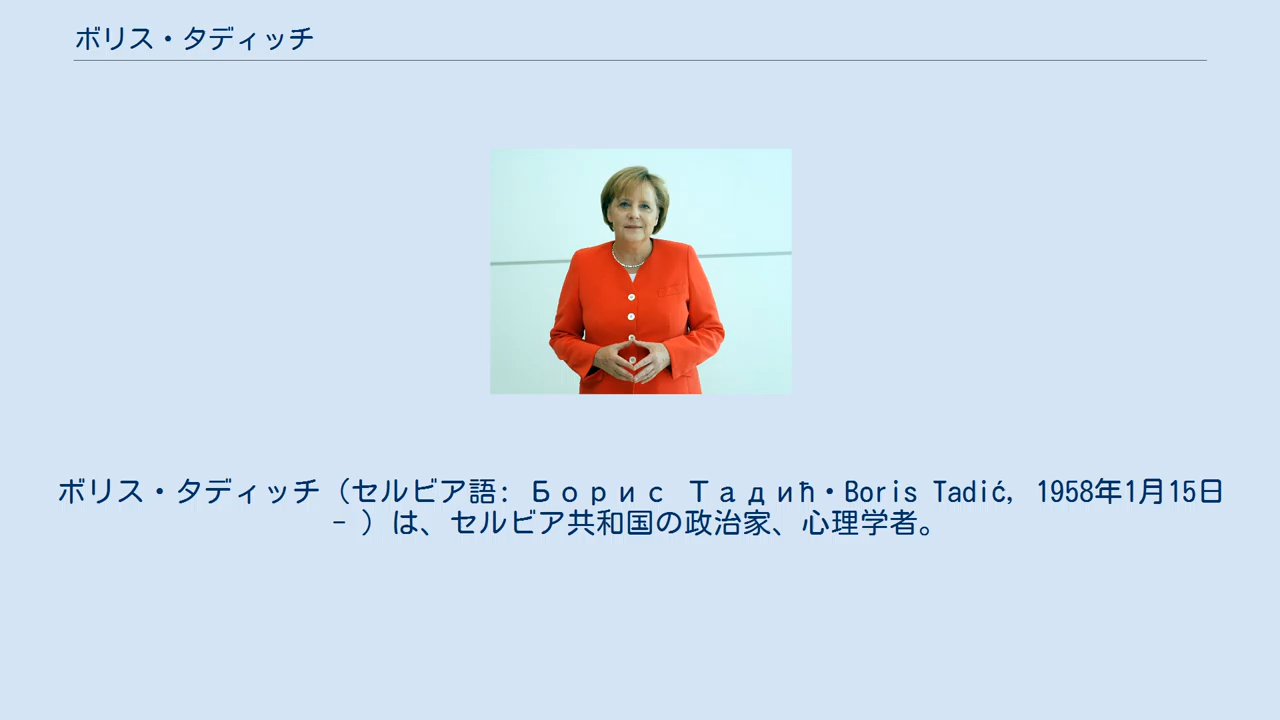 ボリス・タディッチ
ボリス・タディッチ（セルビア語: Борис Тадић・Boris Tadić, 1958年1月15日
- ）は、セルビア共和国の政治家、心理学者。